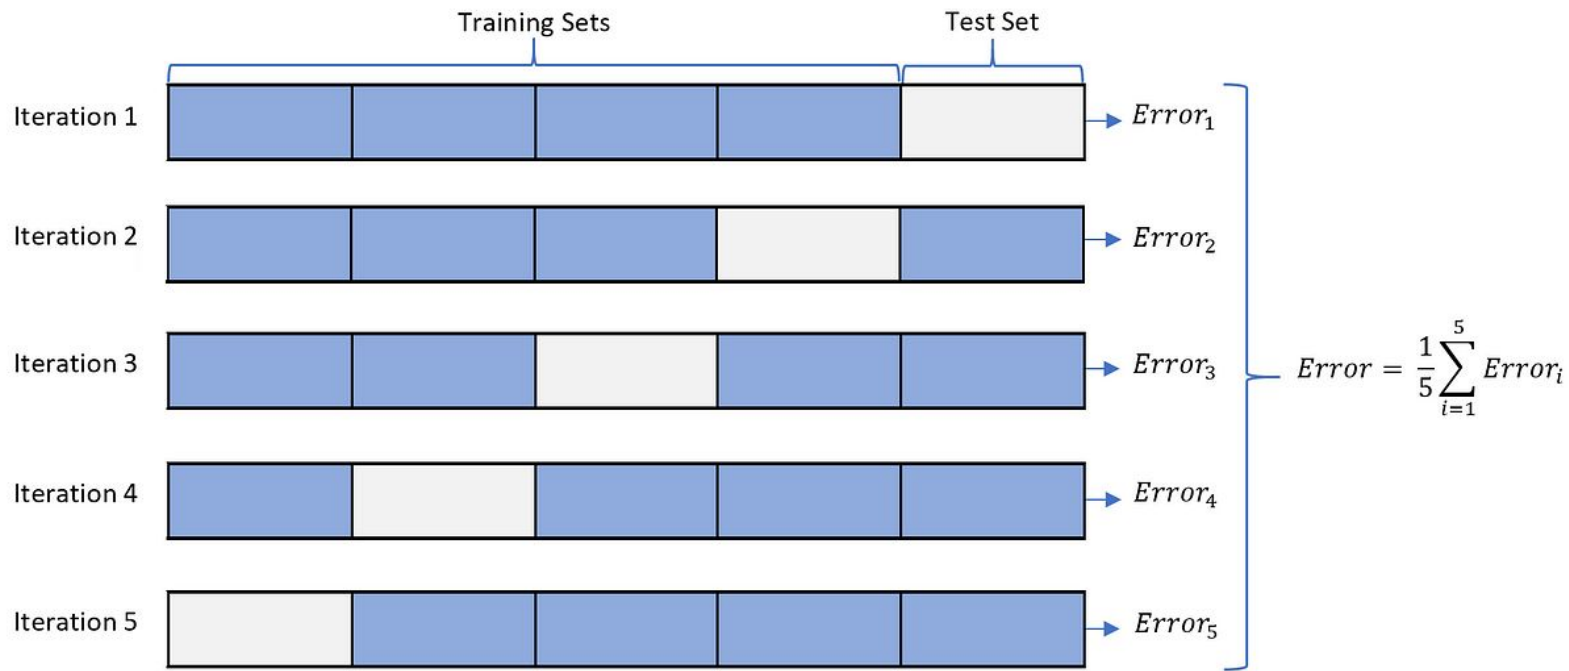 Training Sets
Test Set
Iteration 1
Error₁
Iteration 2
Error₂
Iteration 3
Error₃
Error = 1/5 ∑_{i=1}^{5} Errorᵢ
Iteration 4
Error₄
Iteration 5
Error₅